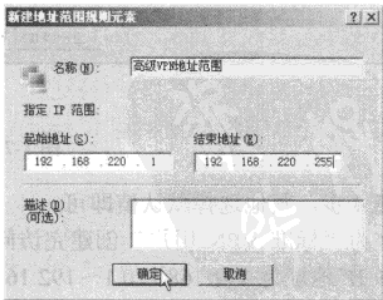 新建地址范围规则元素
名称(M): 高级VPN地址范围
指定 IP 范围:
起始地址(S): 结束地址(E):
192 . 168 . 220 . 1 192 . 168 . 220 . 255
描述(D)
(可选):
确定 取消